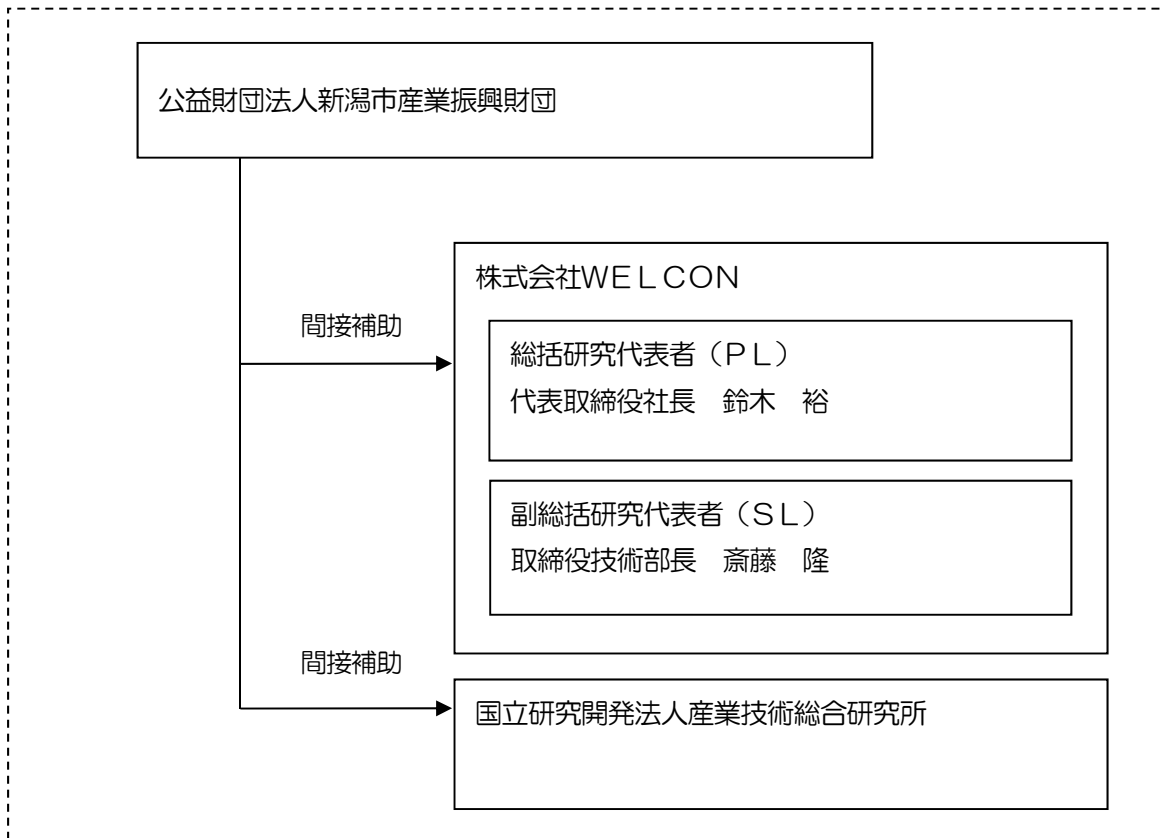 公益財団法人新潟市産業振興財団
株式会社ＷＥＬＣＯＮ
間接補助
総括研究代表者（ＰＬ）
代表取締役社長　鈴木　裕
副総括研究代表者（ＳＬ）
取締役技術部長　斎藤　隆
間接補助
国立研究開発法人産業技術総合研究所